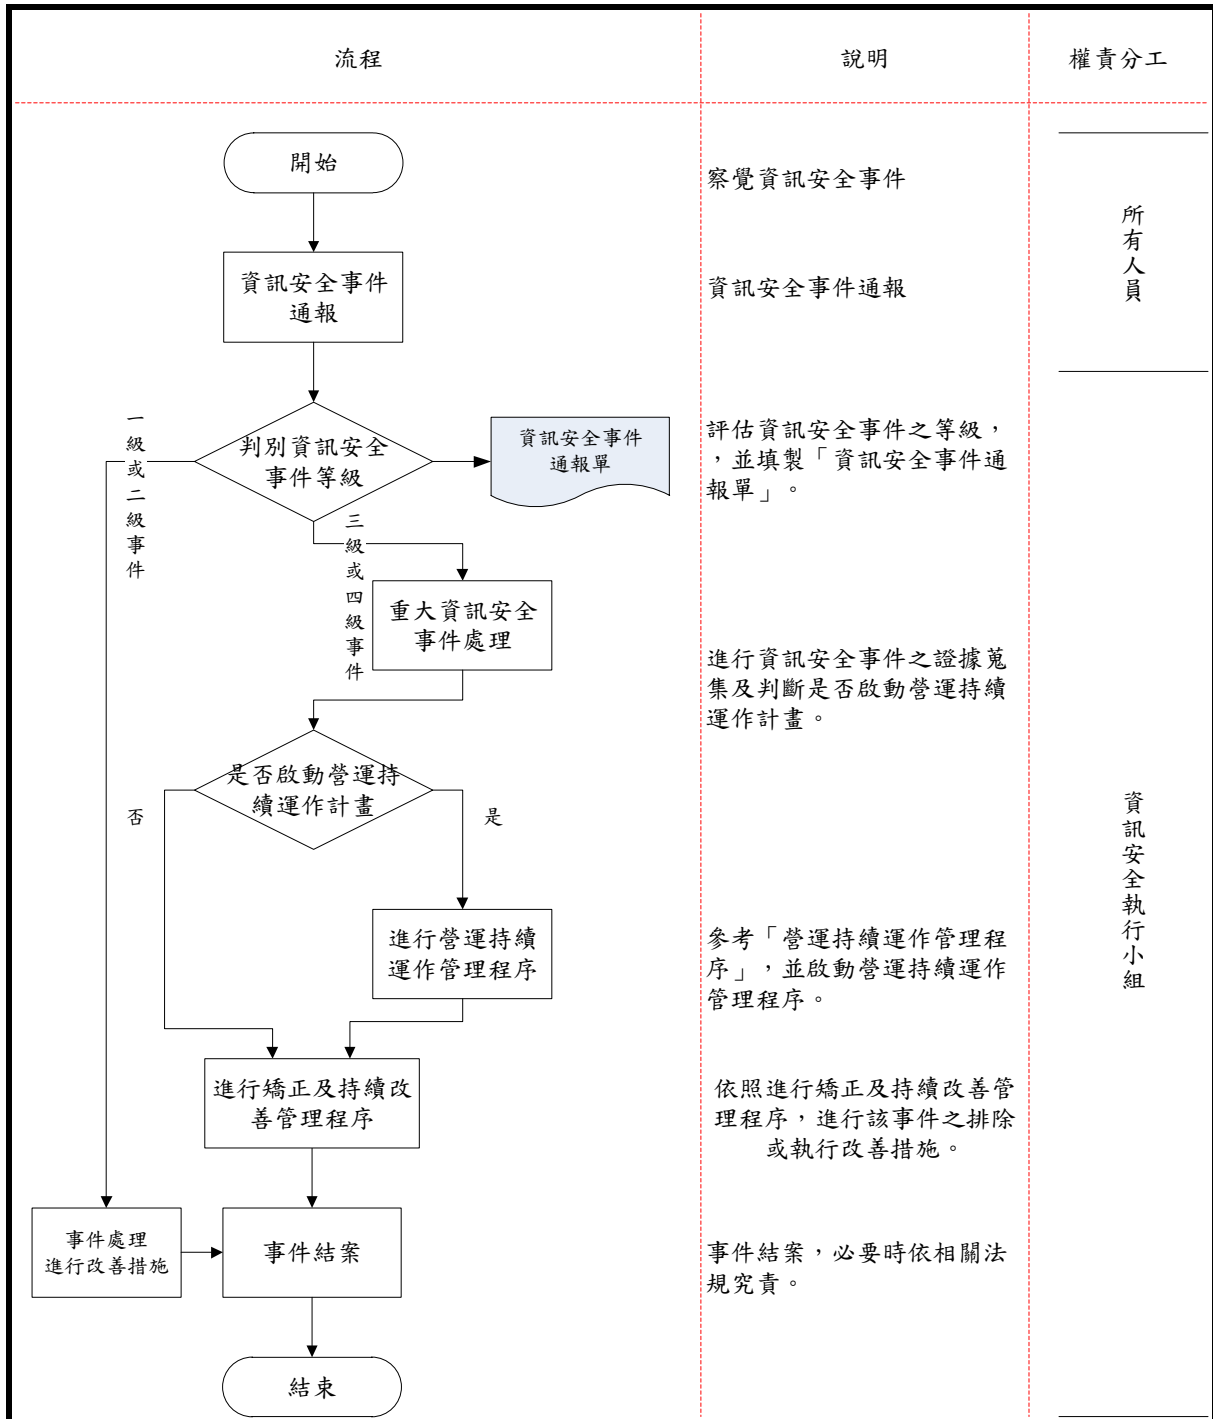 流程
說明
權責分工
開始
察覺資訊安全事件
所有人員
資訊安全事件
通報
資訊安全事件通報
判別資訊安全
事件等級
資訊安全事件
通報單
評估資訊安全事件之等級，
，並填製「資訊安全事件通
報單」。
一級或二級事件
三級或四級事件
重大資訊安全
事件處理
進行資訊安全事件之證據蒐
集及判斷是否啟動營運持續
運作計畫。
是否啟動營運持
續運作計畫
否
是
資訊安全執行小組
進行營運持續
運作管理程序
參考「營運持續運作管理程
序」，並啟動營運持續運作
管理程序。
進行矯正及持續改
善管理程序
依照進行矯正及持續改善管
理程序，進行該事件之排除
或執行改善措施。
事件處理
進行改善措施
事件結案
事件結案，必要時依相關法
規究責。
結束